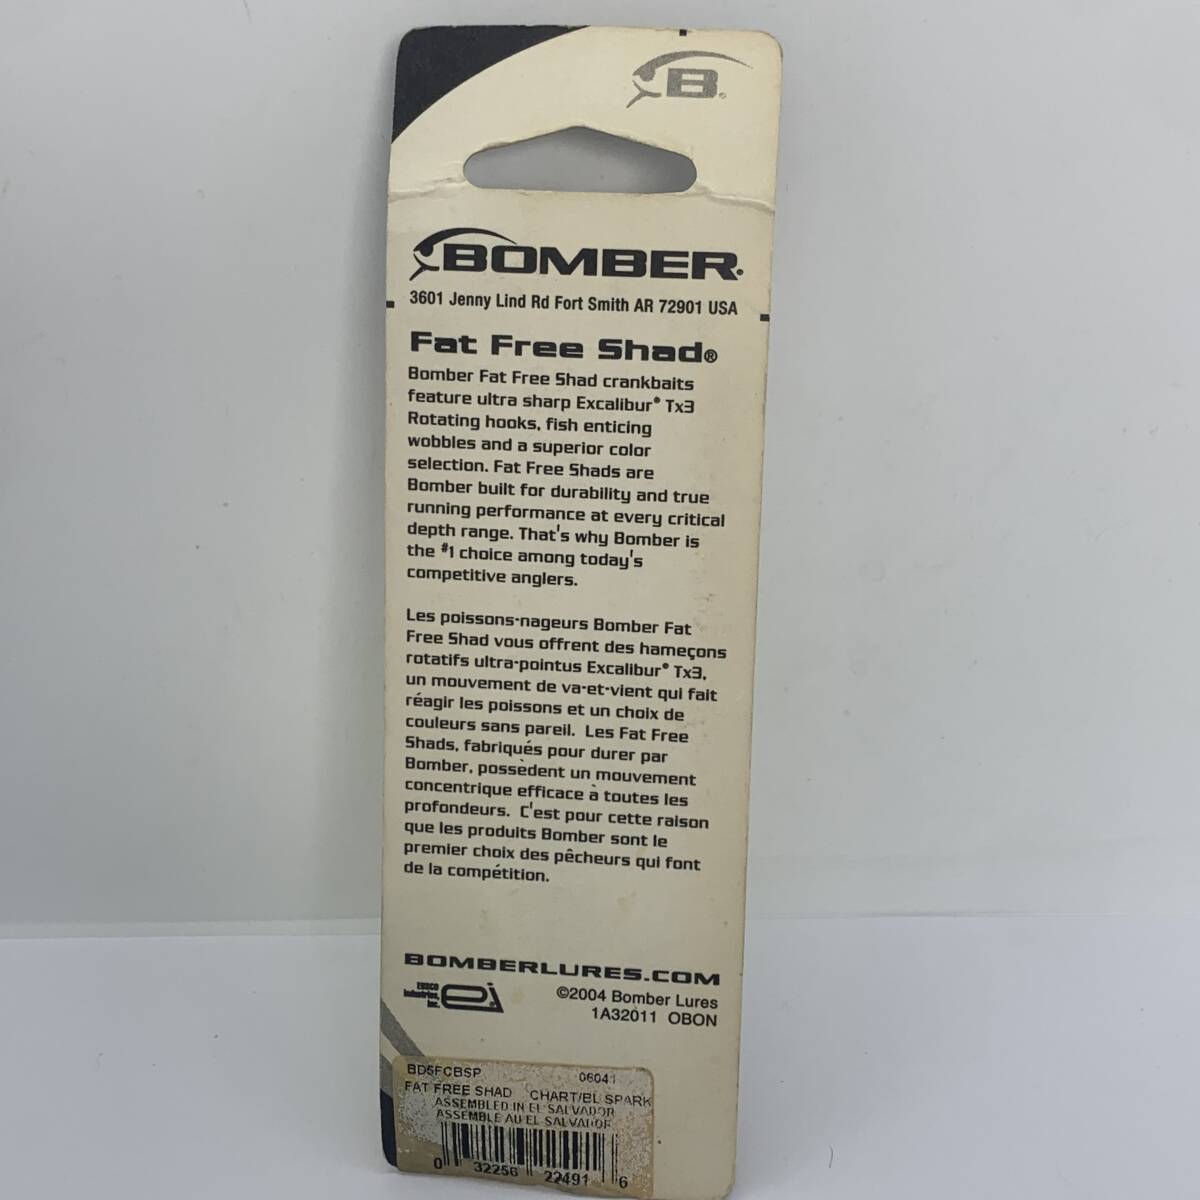 B
BOMBER
3601 Jenny Lind Rd Fort Smith AR 72901 USA
Fat Free Shad®
Bomber Fat Free Shad crankbaits
feature ultra sharp Excalibur® Tx3
Rotating hooks, fish enticing
wobbles and a superior color
selection. Fat Free Shads are
Bomber built for durability and true
running performance at every critical
depth range. That's why Bomber is
the #1 choice among today's
competitive anglers.
Les poissons-nageurs Bomber Fat
Free Shad vous offrent des hameçons
rotatifs ultra-pointus Excalibur® Tx3,
un mouvement de va-et-vient qui fait
réagir les poissons et un choix de
couleurs sans pareil. Les Fat Free
Shads, fabriqués pour durer par
Bomber, possèdent un mouvement
concentrique efficace à toutes les
profondeurs. C'est pour cette raison
que les produits Bomber sont le
premier choix des pêcheurs qui font
de la compétition.
BOMBERLURES.COM
EBSCO
Industries,
Inc.
ei
©2004 Bomber Lures
1A32011 OBON
BD5FCBSP 06041
FAT FREE SHAD CHART/BL SPARK
ASSEMBLED IN EL SALVADOR
ASSEMBLE AU EL SALVADOR
0 32256 22491 6